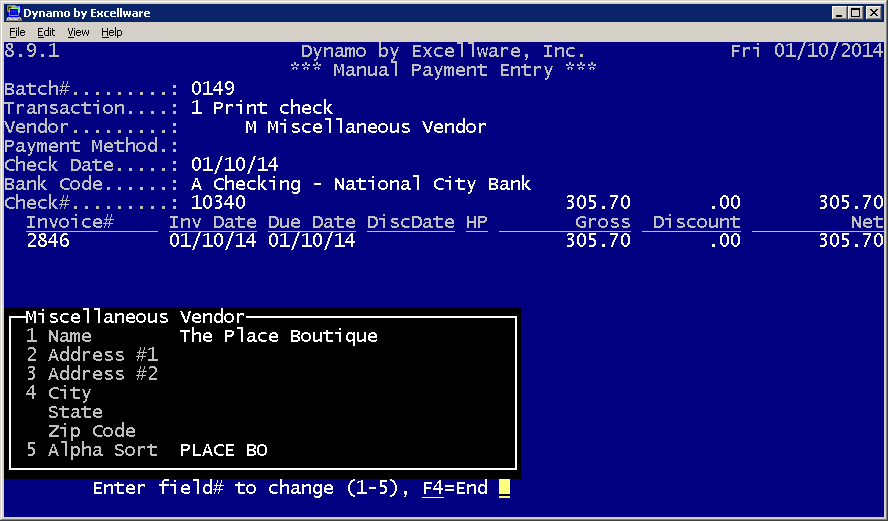 Dynamo by Excellware
File Edit View Help
8.9.1 Dynamo by Excellware, Inc. Fri 01/10/2014
*** Manual Payment Entry ***
Batch#.........: 0149
Transaction....: 1 Print check
Vendor.........: M Miscellaneous Vendor
Payment Method.:
Check Date.....: 01/10/14
Bank Code......: A Checking - National City Bank
Check#.........: 10340 305.70 .00 305.70
Invoice# Inv Date Due Date DiscDate HP Gross Discount Net
2846 01/10/14 01/10/14 305.70 .00 305.70
Miscellaneous Vendor
1 Name The Place Boutique
2 Address #1
3 Address #2
4 City
State
Zip Code
5 Alpha Sort PLACE BO
Enter field# to change (1-5), F4=End